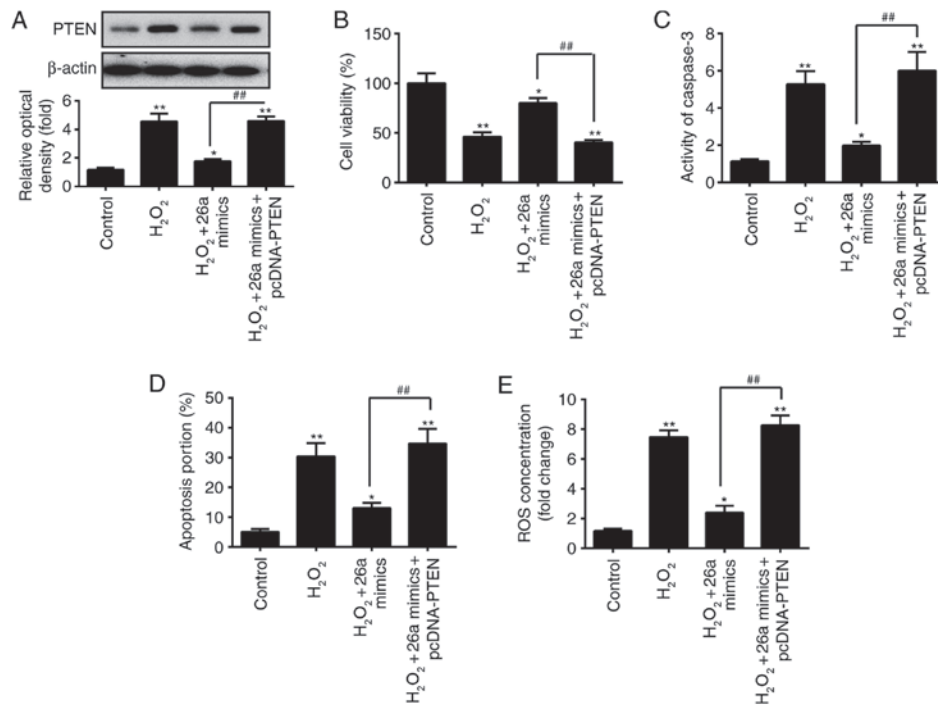 A
PTEN
β-actin
Relative optical
density (fold)
6
4
2
0
**
*
##
**
Control
H₂O₂
H₂O₂+26a
mimics
H₂O₂+26a mimics+
pcDNA-PTEN
B
Cell viability (%)
150
100
50
0
**
*
##
**
Control
H₂O₂
H₂O₂+26a
mimics
H₂O₂+26a mimics+
pcDNA-PTEN
C
Activity of caspase-3
8
6
4
2
0
**
*
##
**
Control
H₂O₂
H₂O₂+26a
mimics
H₂O₂+26a mimics+
pcDNA-PTEN
D
Apoptosis portion (%)
50
40
30
20
10
0
**
*
##
**
Control
H₂O₂
H₂O₂+26a
mimics
H₂O₂+26a mimics+
pcDNA-PTEN
E
ROS concentration
(fold change)
10
8
6
4
2
0
**
*
##
**
Control
H₂O₂
H₂O₂+26a
mimics
H₂O₂+26a mimics+
pcDNA-PTEN